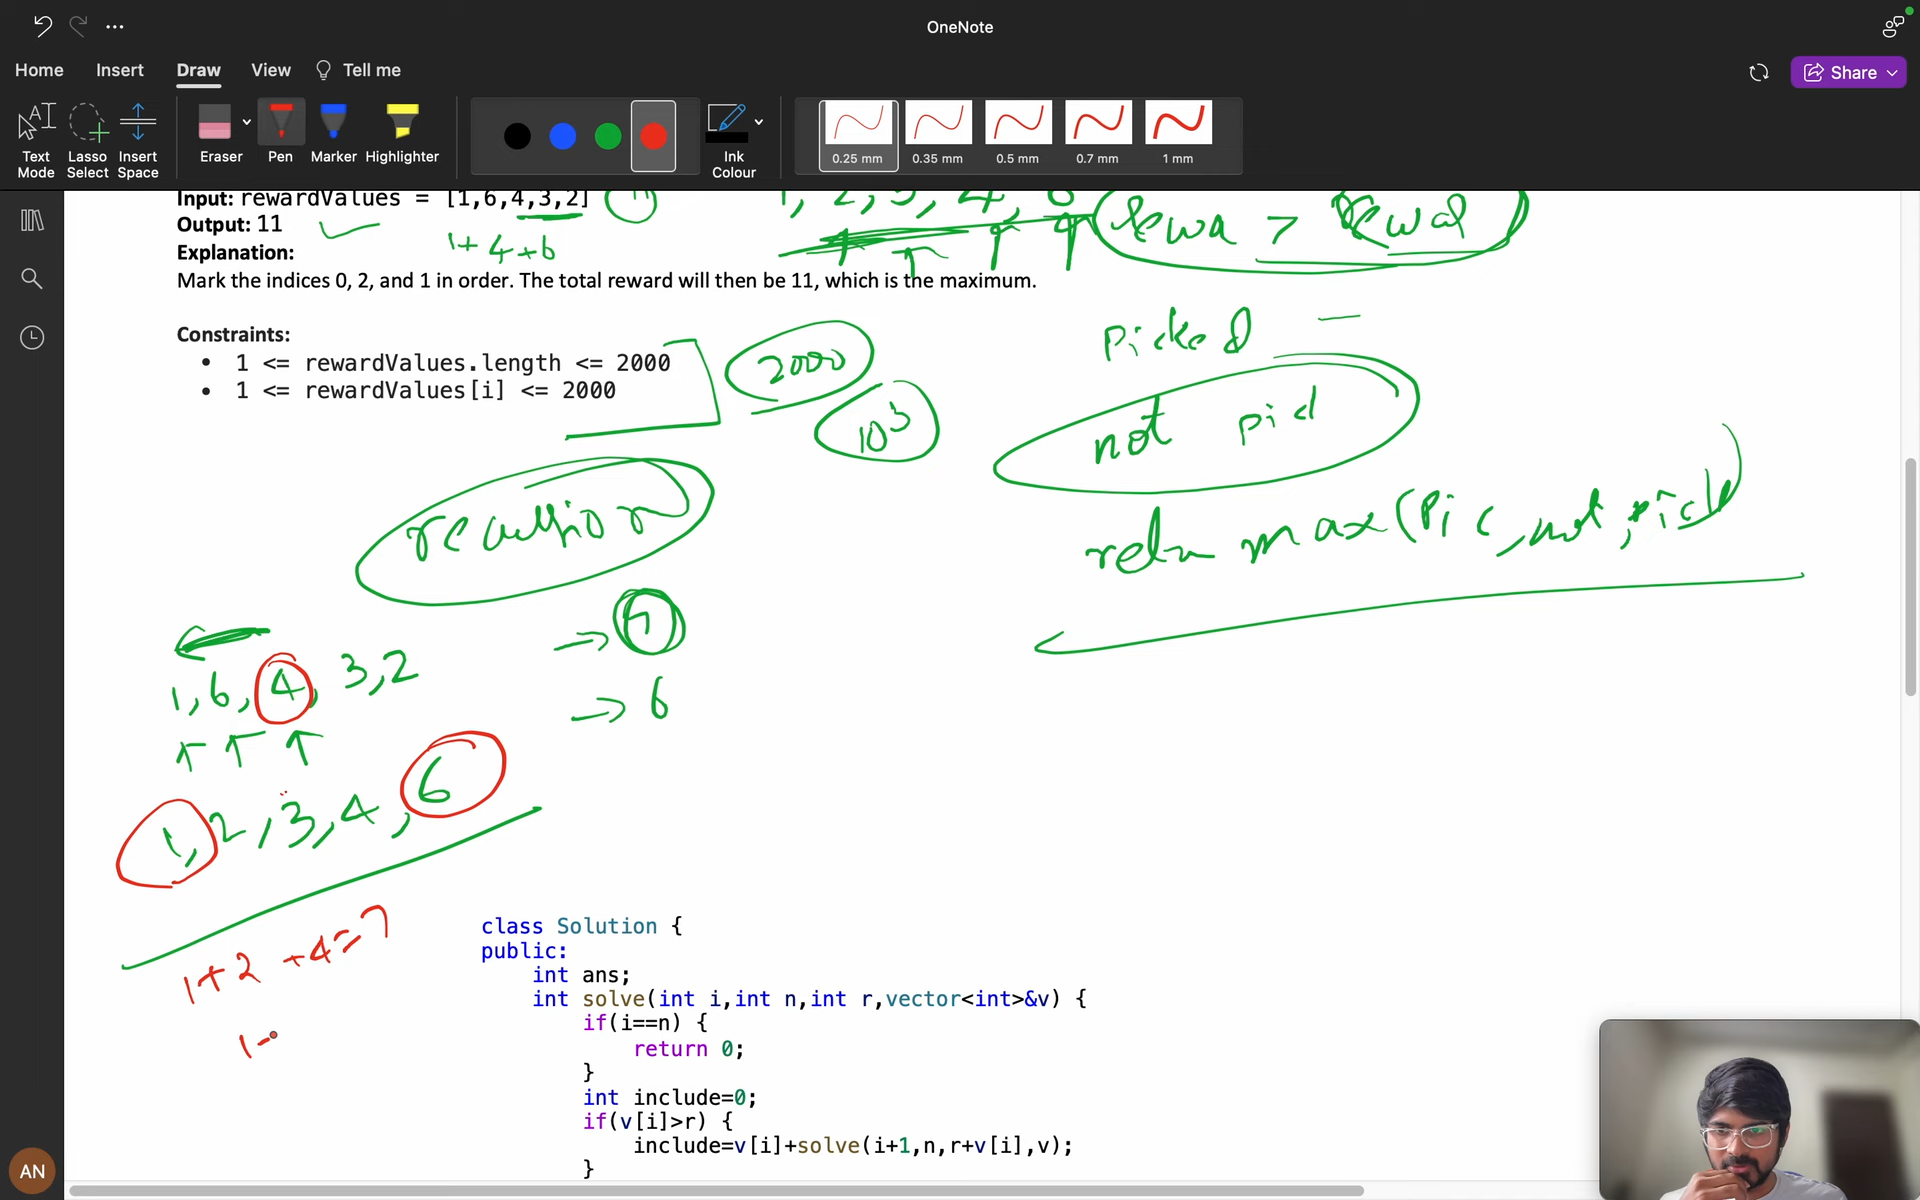 OneNote
Home Insert Draw View Tell me
Share
Text Mode
Lasso Select
Insert Space
Eraser
Pen
Marker
Highlighter
Ink Colour
0.25 mm
0.35 mm
0.5 mm
0.7 mm
1 mm
Input: rewardValues = [1,6,4,3,2]
Output: 11
1+ 4+6
Explanation:
Mark the indices 0, 2, and 1 in order. The total reward will then be 11, which is the maximum.
Constraints:
• 1 <= rewardValues.length <= 2000
• 1 <= rewardValues[i] <= 2000
2000
10³
Picked
not
max(Pic, not, pick)
→ 6
1, 6, 4, 3, 2
1, 2, 3, 4, 6
1+2 +4=7
class Solution {
public:
int ans;
int solve(int i,int n,int r,vector<int>&v) {
if(i==n) {
return 0;
}
int include=0;
if(v[i]>r) {
include=v[i]+solve(i+1,n,r+v[i],v);
}
AN